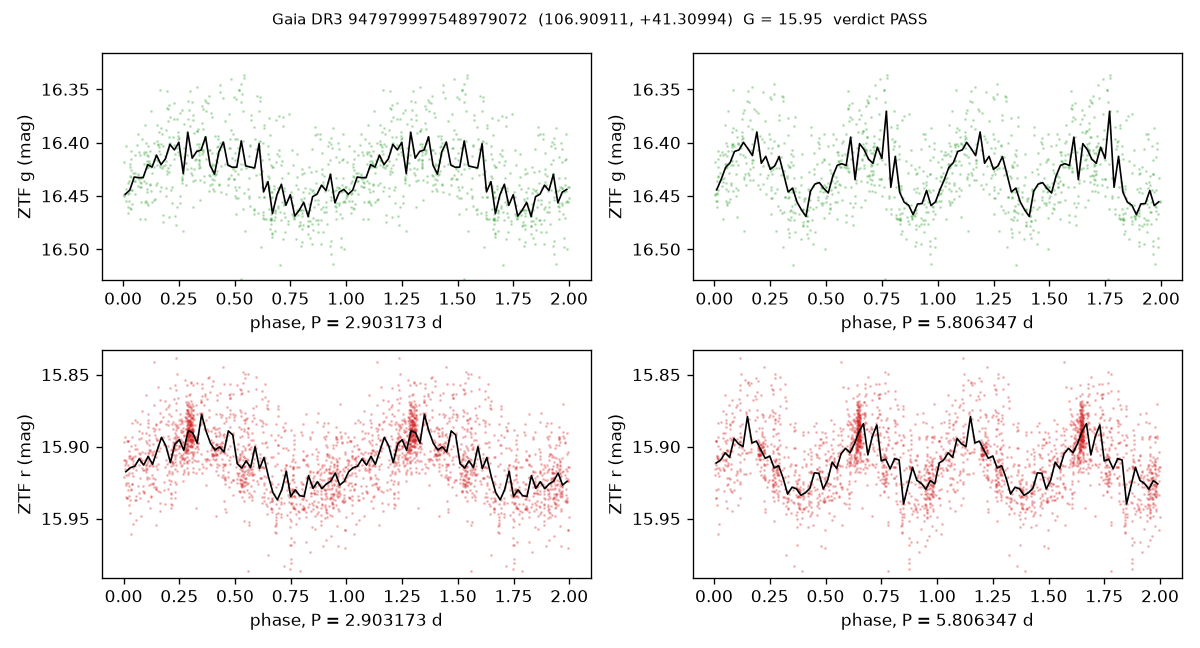 Gaia DR3 947979997548979072 (106.90911, +41.30994) G = 15.95 verdict PASS
ZTF g (mag)
16.35
16.40
16.45
16.50
0.00 0.25 0.50 0.75 1.00 1.25 1.50 1.75 2.00
phase, P = 2.903173 d
ZTF g (mag)
16.35
16.40
16.45
16.50
0.00 0.25 0.50 0.75 1.00 1.25 1.50 1.75 2.00
phase, P = 5.806347 d
ZTF r (mag)
15.85
15.90
15.95
0.00 0.25 0.50 0.75 1.00 1.25 1.50 1.75 2.00
phase, P = 2.903173 d
ZTF r (mag)
15.85
15.90
15.95
0.00 0.25 0.50 0.75 1.00 1.25 1.50 1.75 2.00
phase, P = 5.806347 d